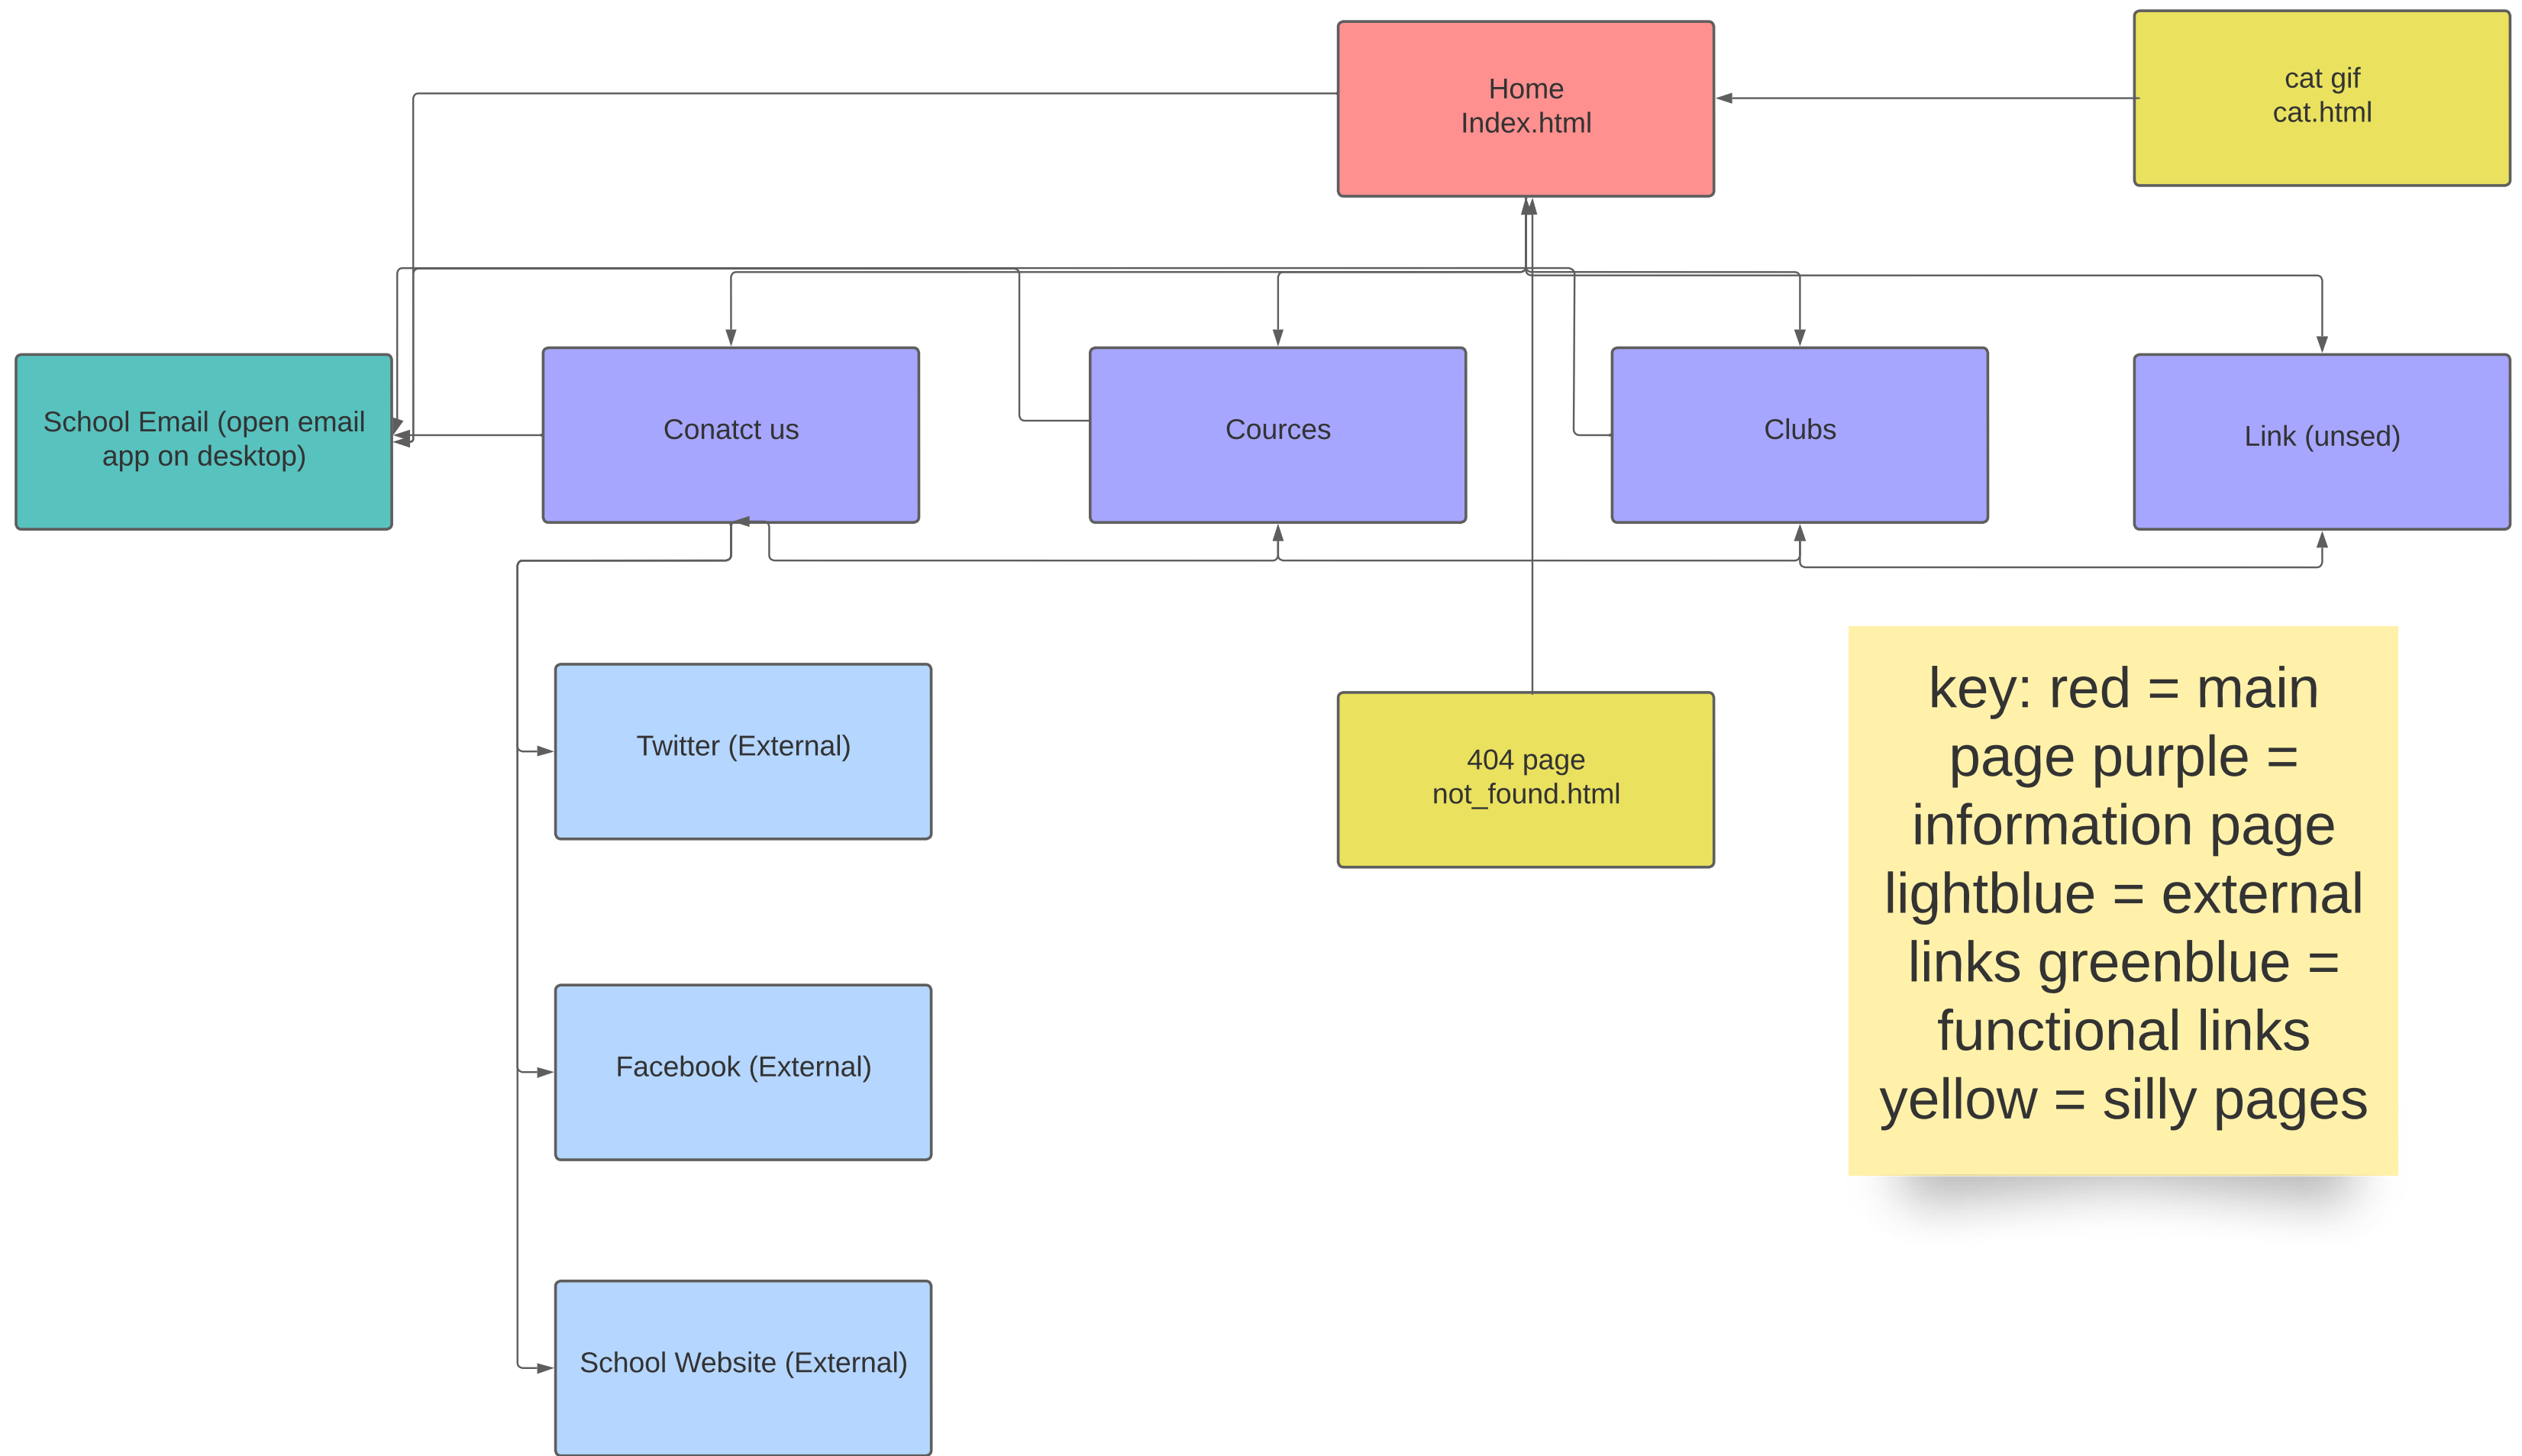 Home
Index.html
cat gif
cat.html
School Email (open email
app on desktop)
Conatct us
Cources
Clubs
Link (unsed)
Twitter (External)
404 page
not_found.html
Facebook (External)
School Website (External)
key: red = main
page purple =
information page
lightblue = external
links greenblue =
functional links
yellow = silly pages